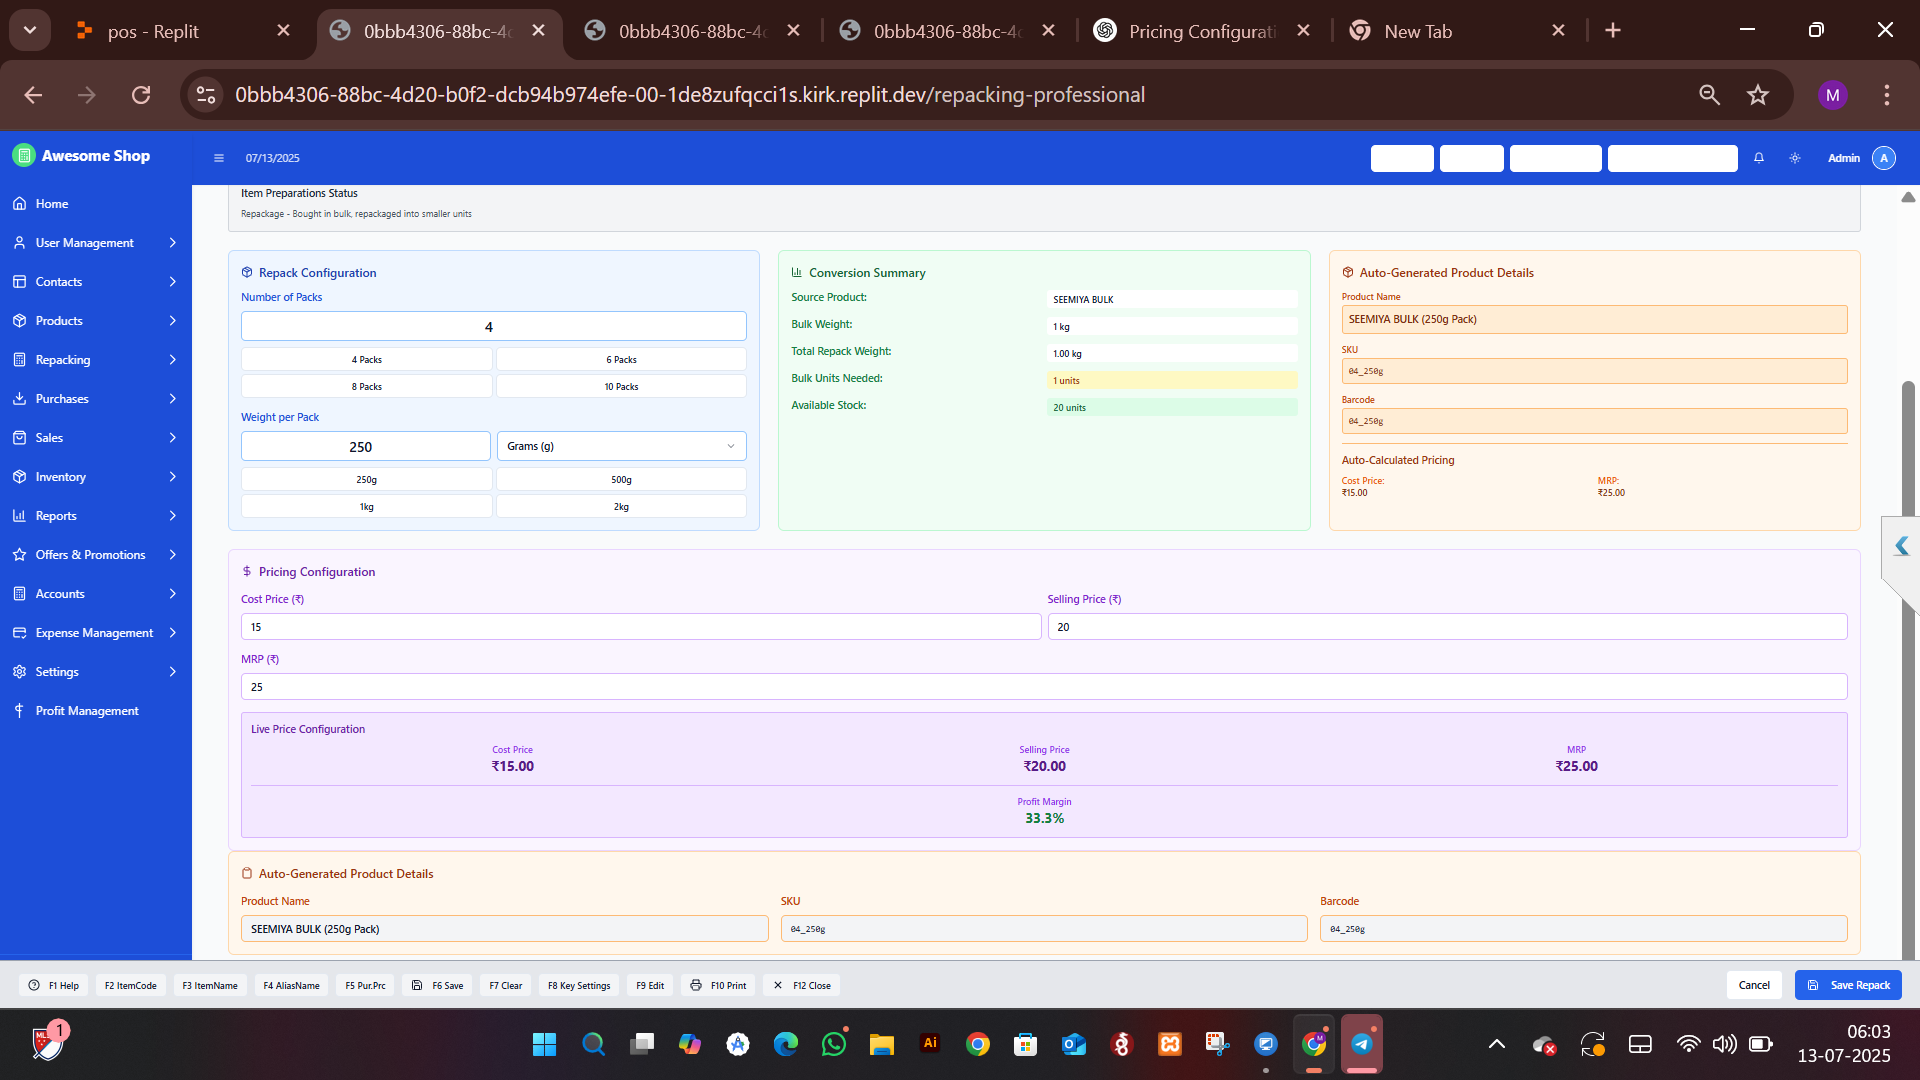 pos - Replit
0bbb4306-88bc-4d
0bbb4306-88bc-4d
0bbb4306-88bc-4d
Pricing Configurati
New Tab
0bbb4306-88bc-4d20-b0f2-dcb94b974efe-00-1de8zufqcci1s.kirk.replit.dev/repacking-professional
M
Awesome Shop
07/13/2025
Admin
A
Home
User Management
Contacts
Products
Repacking
Purchases
Sales
Inventory
Reports
Offers & Promotions
Accounts
Expense Management
Settings
Profit Management
Item Preparations Status
Repackage - Bought in bulk, repackaged into smaller units
Repack Configuration
Number of Packs
4
4 Packs
6 Packs
8 Packs
10 Packs
Weight per Pack
250
Grams (g)
250g
500g
1kg
2kg
Conversion Summary
Source Product:
SEEMIYA BULK
Bulk Weight:
1 kg
Total Repack Weight:
1.00 kg
Bulk Units Needed:
1 units
Available Stock:
20 units
Auto-Generated Product Details
Product Name
SEEMIYA BULK (250g Pack)
SKU
04_250g
Barcode
04_250g
Auto-Calculated Pricing
Cost Price:
₹15.00
MRP:
₹25.00
Pricing Configuration
Cost Price (₹)
15
Selling Price (₹)
20
MRP (₹)
25
Live Price Configuration
Cost Price
₹15.00
Selling Price
₹20.00
MRP
₹25.00
Profit Margin
33.3%
Auto-Generated Product Details
Product Name
SEEMIYA BULK (250g Pack)
SKU
04_250g
Barcode
04_250g
F1 Help
F2 ItemCode
F3 ItemName
F4 AliasName
F5 Pur.Prc
F6 Save
F7 Clear
F8 Key Settings
F9 Edit
F10 Print
F12 Close
Cancel
Save Repack
1
Ai
06:03
13-07-2025